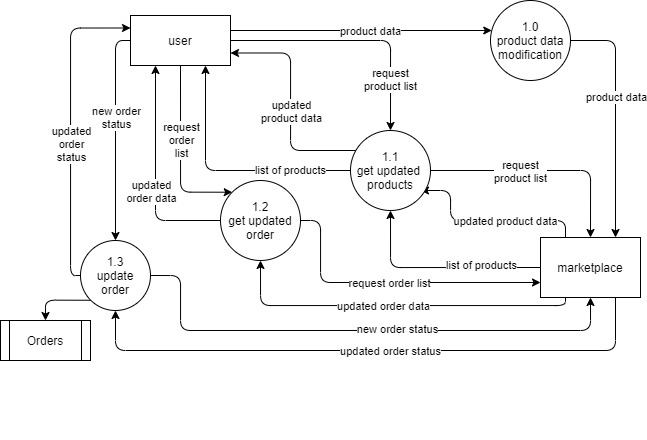 user
product data
1.0
product data
modification
request
product list
product data
new order
status
updated
product data
request
order
list
updated
order
status
1.1
get updated
products
list of products
request
product list
updated
order data
1.2
get updated
order
updated product data
1.3
update
order
list of products
marketplace
request order list
updated order data
new order status
Orders
updated order status